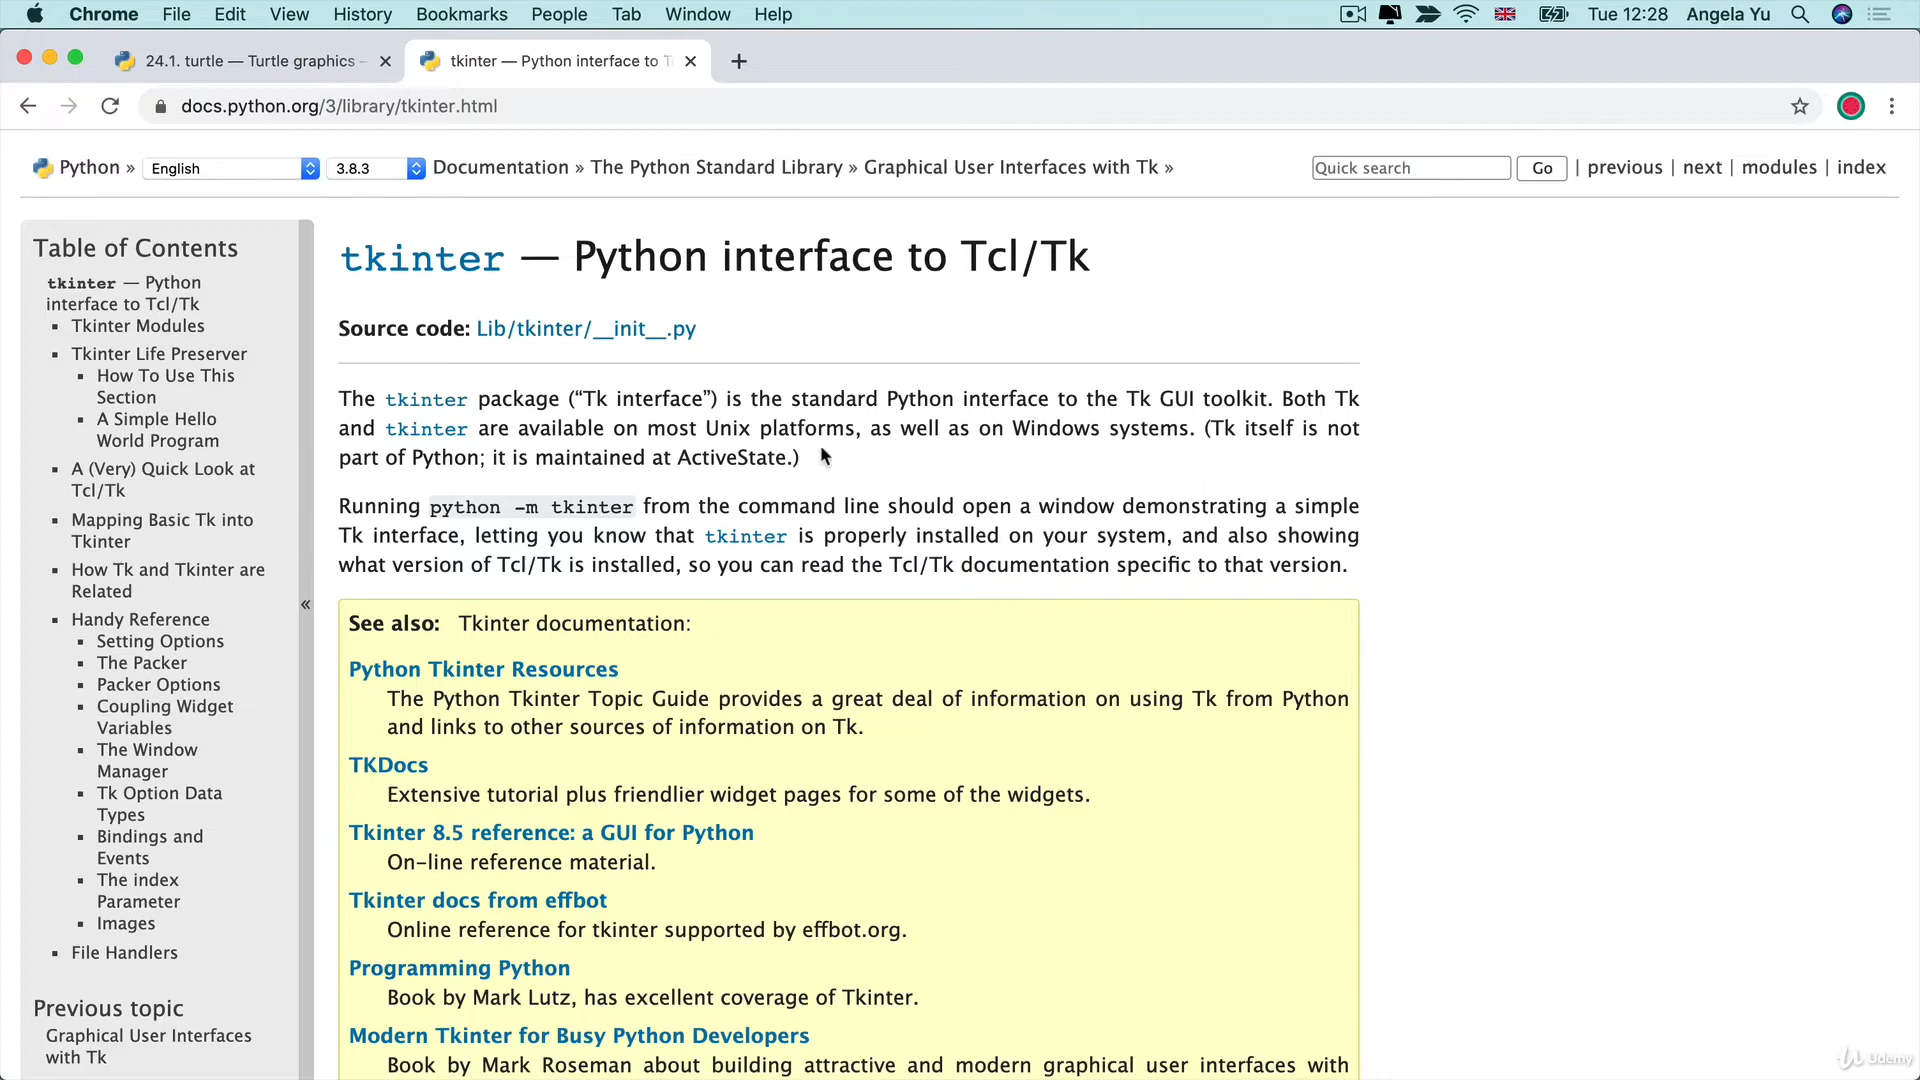 Chrome File Edit View History Bookmarks People Tab Window Help Tue 12:28 Angela Yu
24.1. turtle — Turtle graphics — tkinter — Python interface to
docs.python.org/3/library/tkinter.html
Python » English 3.8.3 Documentation » The Python Standard Library » Graphical User Interfaces with Tk » Quick search Go | previous | next | modules | index
Table of Contents
tkinter — Python
interface to Tcl/Tk
Tkinter Modules
Tkinter Life Preserver
How To Use This
Section
A Simple Hello
World Program
A (Very) Quick Look at
Tcl/Tk
Mapping Basic Tk into
Tkinter
How Tk and Tkinter are
Related
«
Handy Reference
Setting Options
The Packer
Packer Options
Coupling Widget
Variables
The Window
Manager
Tk Option Data
Types
Bindings and
Events
The index
Parameter
Images
File Handlers
Previous topic
Graphical User Interfaces
with Tk
tkinter — Python interface to Tcl/Tk
Source code: Lib/tkinter/__init__.py
The tkinter package (“Tk interface”) is the standard Python interface to the Tk GUI toolkit. Both Tk
and tkinter are available on most Unix platforms, as well as on Windows systems. (Tk itself is not
part of Python; it is maintained at ActiveState.)
Running python -m tkinter from the command line should open a window demonstrating a simple
Tk interface, letting you know that tkinter is properly installed on your system, and also showing
what version of Tcl/Tk is installed, so you can read the Tcl/Tk documentation specific to that version.
See also: Tkinter documentation:
Python Tkinter Resources
The Python Tkinter Topic Guide provides a great deal of information on using Tk from Python
and links to other sources of information on Tk.
TKDocs
Extensive tutorial plus friendlier widget pages for some of the widgets.
Tkinter 8.5 reference: a GUI for Python
On-line reference material.
Tkinter docs from effbot
Online reference for tkinter supported by effbot.org.
Programming Python
Book by Mark Lutz, has excellent coverage of Tkinter.
Modern Tkinter for Busy Python Developers
Book by Mark Roseman about building attractive and modern graphical user interfaces with
Udemy